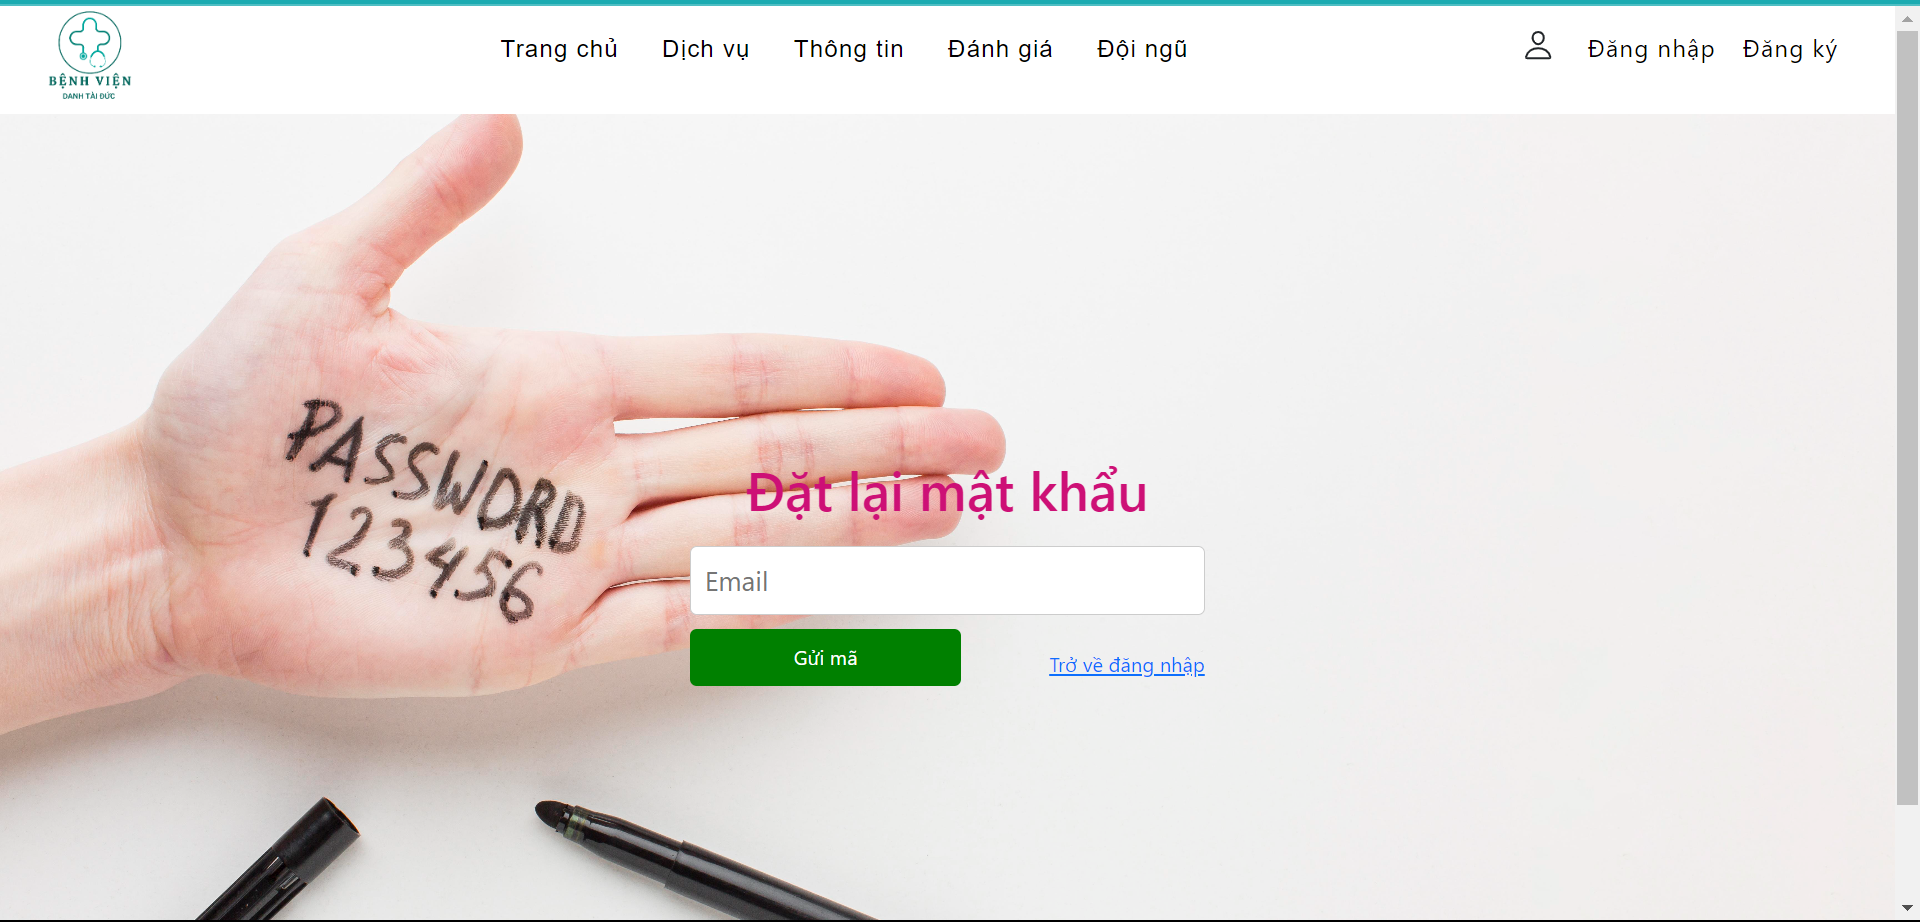 BỆNH VIỆN
DANH TÀI ĐỨC
Trang chủ
Dịch vụ
Thông tin
Đánh giá
Đội ngũ
Đăng nhập
Đăng ký
PASSWORD
123456
Đặt lại mật khẩu
Email
Gửi mã
Trở về đăng nhập